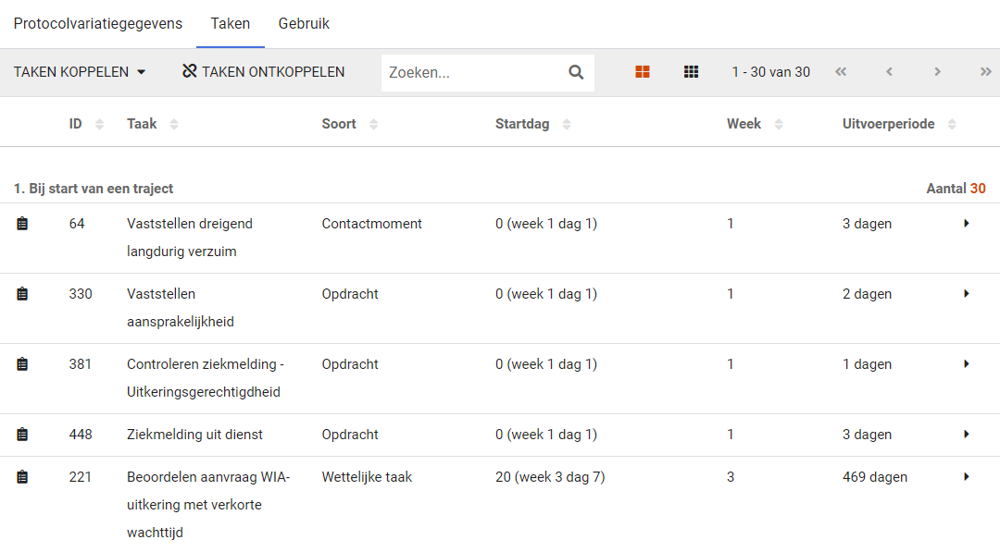 Protocolvariatiegegevens Taken Gebruik
TAKEN KOPPELEN TAKEN ONTKOPPELEN Zoeken... 1 - 30 van 30
ID Taak Soort Startdag Week Uitvoerperiode
1. Bij start van een traject Aantal 30
64 Vaststellen dreigend Contactmoment 0 (week 1 dag 1) 1 3 dagen
langdurig verzuim
330 Vaststellen Opdracht 0 (week 1 dag 1) 1 2 dagen
aansprakelijkheid
381 Controleren ziekmelding - Opdracht 0 (week 1 dag 1) 1 1 dagen
Uitkeringsgerechtigdheid
448 Ziekmelding uit dienst Opdracht 0 (week 1 dag 1) 1 3 dagen
221 Beoordelen aanvraag WIA- Wettelijke taak 20 (week 3 dag 7) 3 469 dagen
uitkering met verkorte
wachttijd